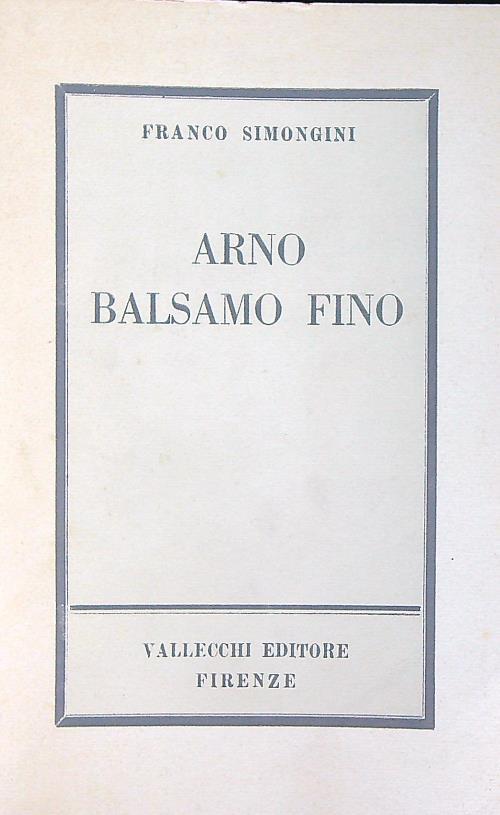 FRANCO SIMONGINI
ARNO
BALSAMO FINO
VALLECCHI EDITORE
FIRENZE